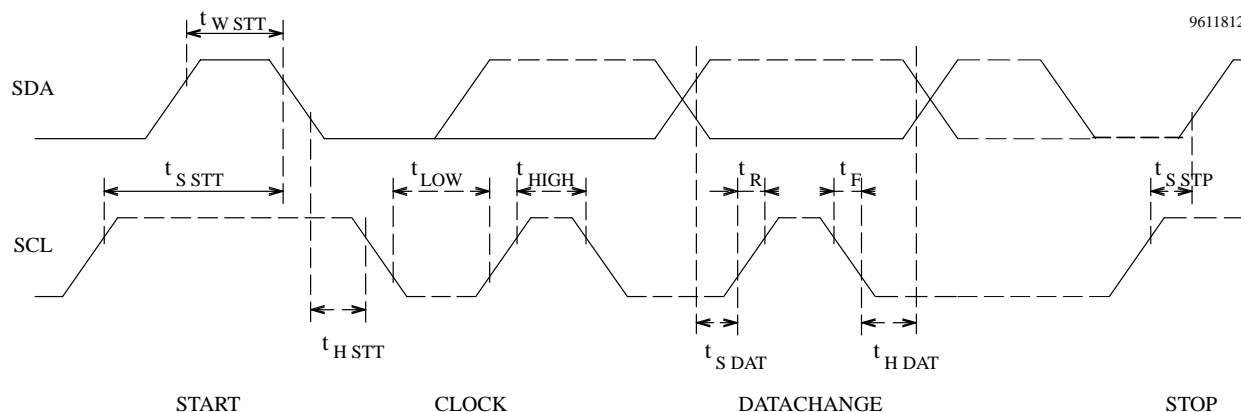 9611812
t W STT
SDA
t S STT
t LOW
t HIGH
t R
t F
t S STP
SCL
t H STT
t S DAT
t H DAT
START CLOCK DATACHANGE STOP